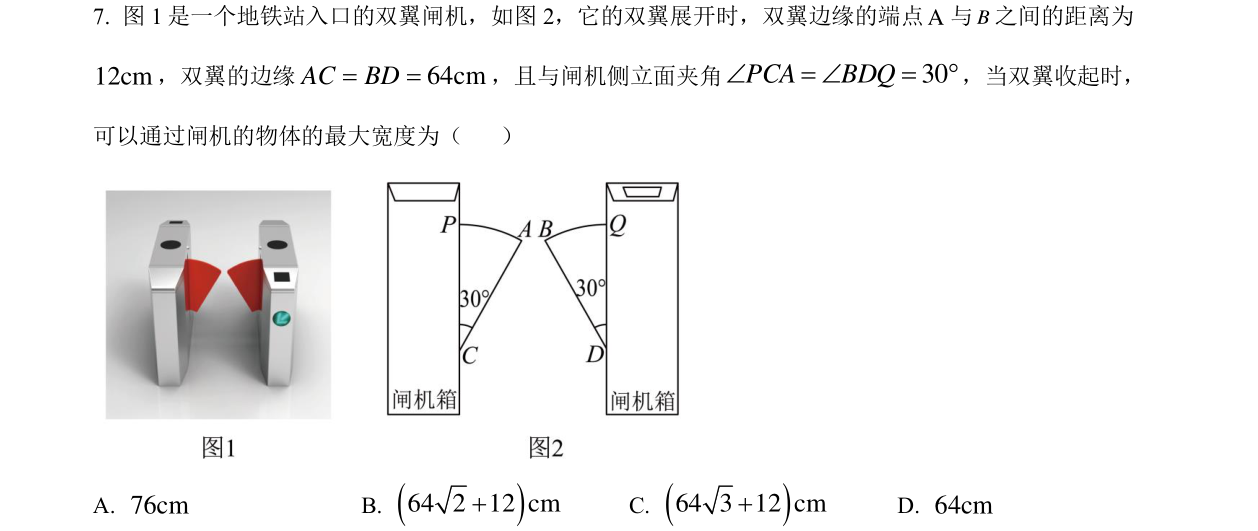 7. 图 1 是一个地铁站入口的双翼闸机，如图 2，它的双翼展开时，双翼边缘的端点 A 与 B 之间的距离为
12cm，双翼的边缘 AC = BD = 64cm，且与闸机侧立面夹角 ∠PCA = ∠BDQ = 30°，当双翼收起时，
可以通过闸机的物体的最大宽度为（ ）
P A B Q
30° 30°
C D
闸机箱 闸机箱
图1 图2
A. 76cm B. (64√2+12)cm C. (64√3+12)cm D. 64cm